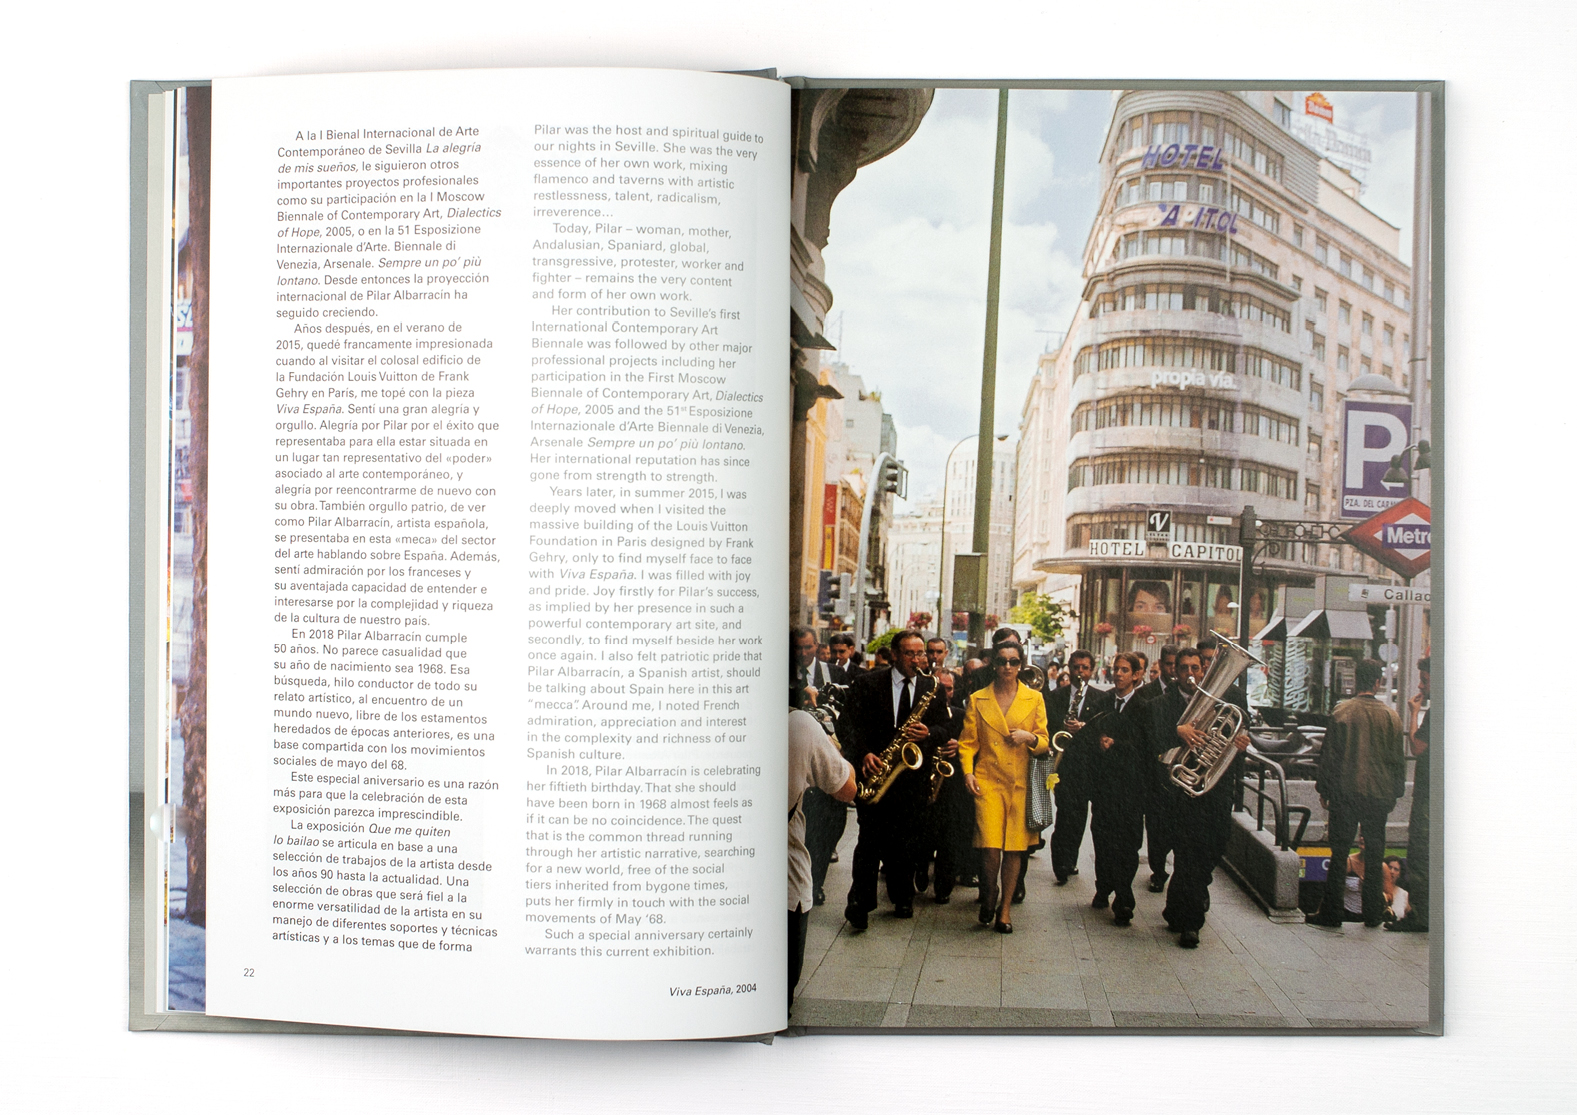 A la I Bienal Internacional de Arte
Contemporáneo de Sevilla La alegría
de mis sueños, le siguieron otros
importantes proyectos profesionales
como su participación en la I Moscow
Biennale of Contemporary Art, Dialectics
of Hope, 2005, o en la 51 Esposizione
Internazionale d’Arte. Biennale di
Venezia, Arsenale. Sempre un po’ più
lontano. Desde entonces la proyección
internacional de Pilar Albarracín ha
seguido creciendo.
Años después, en el verano de
2015, quedé francamente impresionada
cuando al visitar el colosal edificio de
la Fundación Louis Vuitton de Frank
Gehry en París, me topé con la pieza
Viva España. Sentí una gran alegría y
orgullo. Alegría por Pilar por el éxito que
representaba para ella estar situada en
un lugar tan representativo del «poder»
asociado al arte contemporáneo, y
alegría por reencontrarme de nuevo con
su obra. También orgullo patrio, de ver
como Pilar Albarracín, artista española,
se presentaba en esta «meca» del sector
del arte hablando sobre España. Además,
sentí admiración por los franceses y
su aventajada capacidad de entender e
interesarse por la complejidad y riqueza
de la cultura de nuestro país.
En 2018 Pilar Albarracín cumple
50 años. No parece casualidad que
su año de nacimiento sea 1968. Esa
búsqueda, hilo conductor de todo su
relato artístico, al encuentro de un
mundo nuevo, libre de los estamentos
heredados de épocas anteriores, es una
base compartida con los movimientos
sociales de mayo del 68.
Este especial aniversario es una razón
más para que la celebración de esta
exposición parezca imprescindible.
La exposición Que me quiten
lo bailao se articula en base a una
selección de trabajos de la artista desde
los años 90 hasta la actualidad. Una
selección de obras que será fiel a la
enorme versatilidad de la artista en su
manejo de diferentes soportes y técnicas
artísticas y a los temas que de forma
22
Pilar was the host and spiritual guide to
our nights in Seville. She was the very
essence of her own work, mixing
flamenco and taverns with artistic
restlessness, talent, radicalism,
irreverence…
Today, Pilar – woman, mother,
Andalusian, Spaniard, global,
transgressive, protester, worker and
fighter – remains the very content
and form of her own work.
Her contribution to Seville’s first
International Contemporary Art
Biennale was followed by other major
professional projects including her
participation in the First Moscow
Biennale of Contemporary Art, Dialectics
of Hope, 2005 and the 51st Esposizione
Internazionale d’Arte Biennale di Venezia,
Arsenale Sempre un po’ più lontano.
Her international reputation has since
gone from strength to strength.
Years later, in summer 2015, I was
deeply moved when I visited the
massive building of the Louis Vuitton
Foundation in Paris designed by Frank
Gehry, only to find myself face to face
with Viva España. I was filled with joy
and pride. Joy firstly for Pilar’s success,
as implied by her presence in such a
powerful contemporary art site, and
secondly, to find myself beside her work
once again. I also felt patriotic pride that
Pilar Albarracín, a Spanish artist, should
be talking about Spain here in this art
“mecca”. Around me, I noted French
admiration, appreciation and interest
in the complexity and richness of our
Spanish culture.
In 2018, Pilar Albarracín is celebrating
her fiftieth birthday. That she should
have been born in 1968 almost feels as
if it can be no coincidence. The quest
that is the common thread running
through her artistic narrative, searching
for a new world, free of the social
tiers inherited from bygone times,
puts her firmly in touch with the social
movements of May ‘68.
Such a special anniversary certainly
warrants this current exhibition.
Viva España, 2004
HOTEL
propia vía.
P
PZA. DEL CARM
V
HOTEL CAPITOL
Metro
Callao